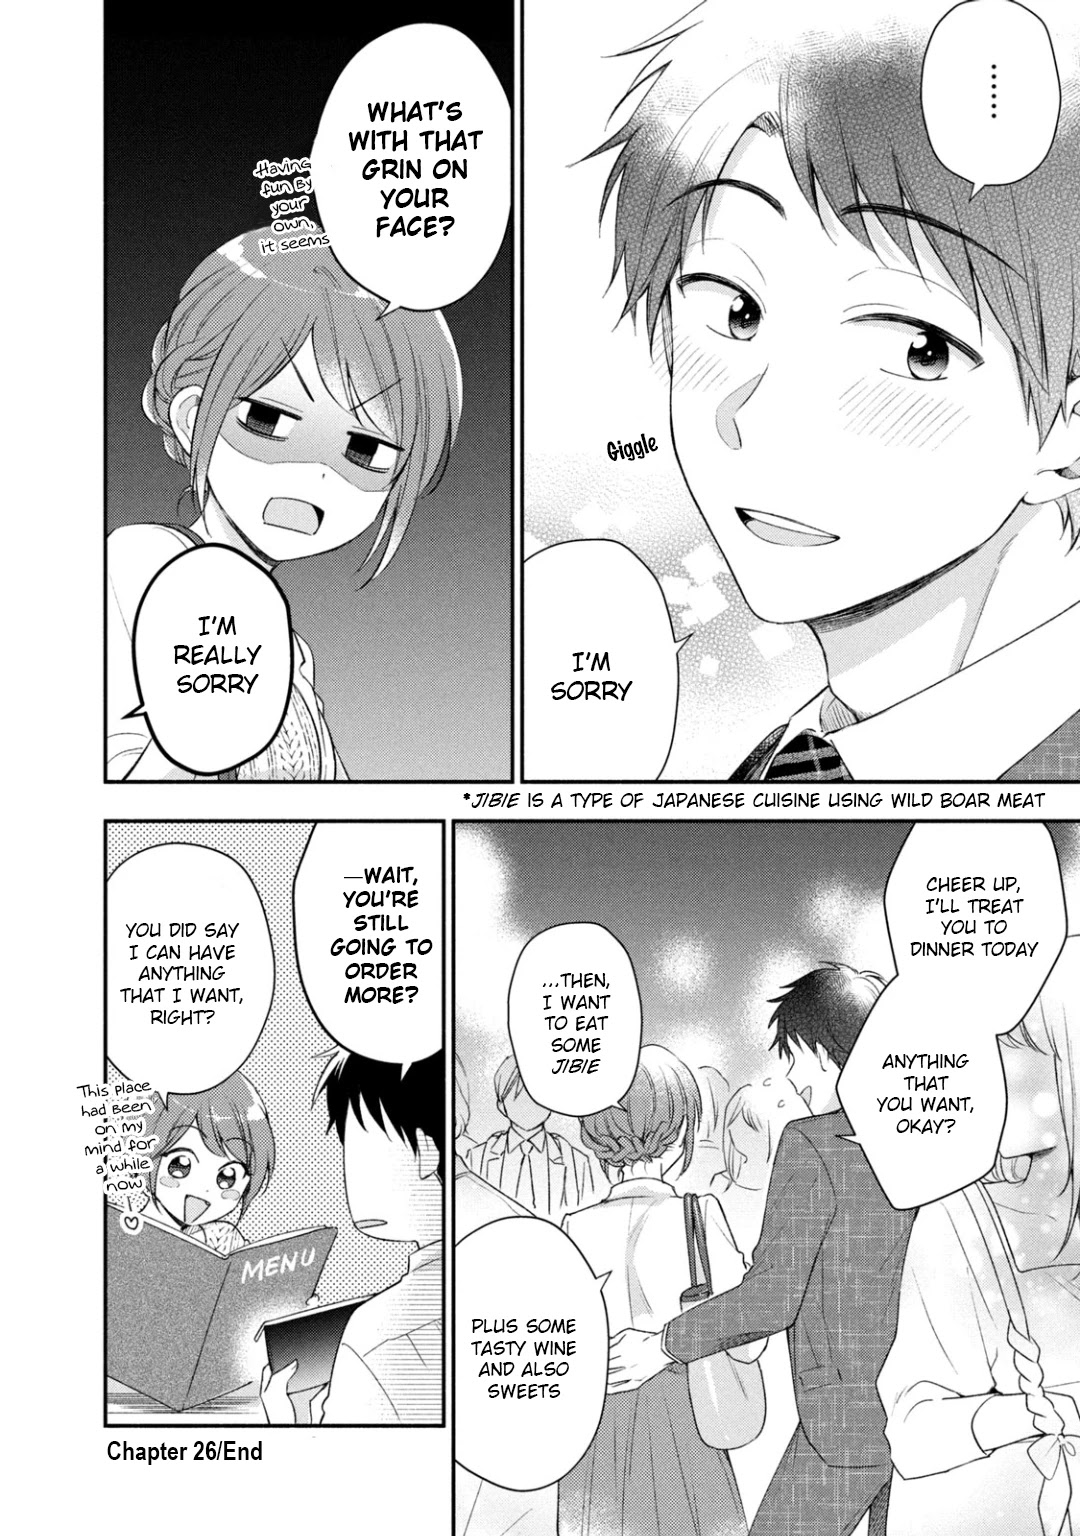 ......
Giggle
I'M
SORRY
WHAT'S
WITH THAT
GRIN ON
YOUR
FACE?
Having
fun By
your
own,
it seems
I'M
REALLY
SORRY
*JIBIE IS A TYPE OF JAPANESE CUISINE USING WILD BOAR MEAT
CHEER UP,
I'LL TREAT
YOU TO
DINNER TODAY
ANYTHING
THAT
YOU WANT,
OKAY?
...THEN,
I WANT
TO EAT
SOME
JIBIE
PLUS SOME
TASTY WINE
AND ALSO
SWEETS
—WAIT,
YOU'RE
STILL
GOING TO
ORDER
MORE?
YOU DID SAY
I CAN HAVE
ANYTHING
THAT I WANT,
RIGHT?
This place
had Been
on my
mind for
a while
now
MENU
Chapter 26/End